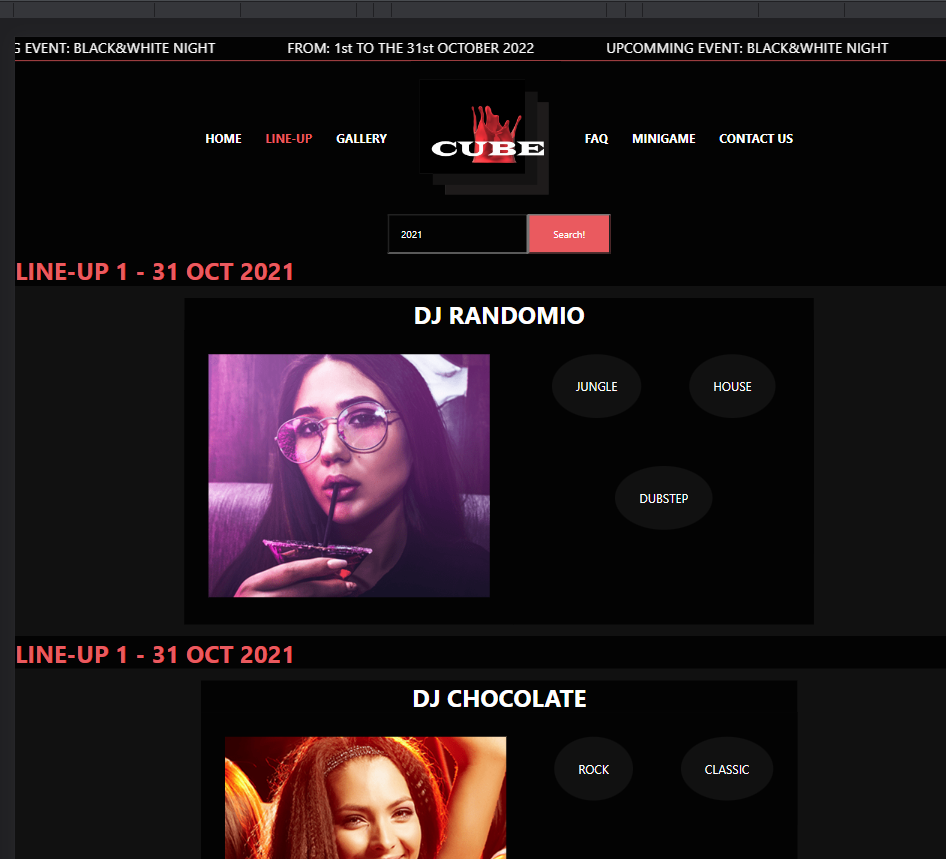 G EVENT: BLACK&WHITE NIGHT FROM: 1st TO THE 31st OCTOBER 2022 UPCOMMING EVENT: BLACK&WHITE NIGHT
HOME LINE-UP GALLERY CUBE FAQ MINIGAME CONTACT US
2021 Search!
LINE-UP 1 - 31 OCT 2021
DJ RANDOMIO
JUNGLE HOUSE
DUBSTEP
LINE-UP 1 - 31 OCT 2021
DJ CHOCOLATE
ROCK CLASSIC